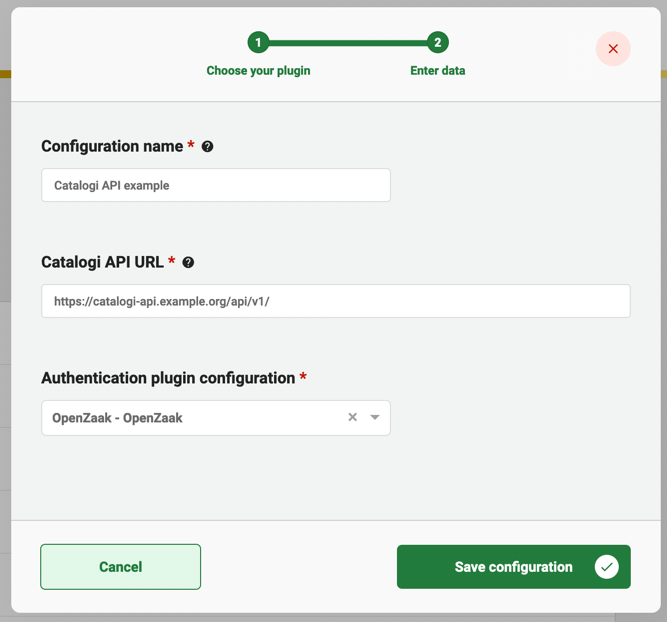 1 2
Choose your plugin Enter data
Configuration name *
Catalogi API example
Catalogi API URL *
https://catalogi-api.example.org/api/v1/
Authentication plugin configuration *
OpenZaak - OpenZaak
Cancel Save configuration